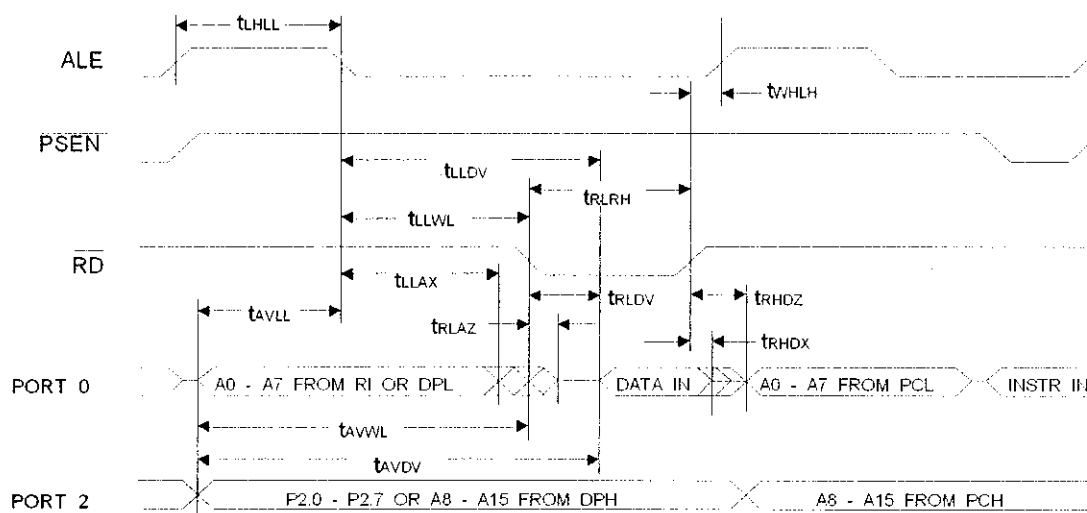 tLHLL
ALE
tWHLH
PSEN
tLLDV
tRLRH
tLLWL
RD
tLLAX
tRLDV
tRHDZ
tAVLL
tRLAZ
tRHDX
PORT 0
A0 - A7 FROM RI OR DPL
DATA IN
A0 - A7 FROM PCL
INSTR IN
tAVWL
tAVDV
PORT 2
P2.0 - P2.7 OR A8 - A15 FROM DPH
A8 - A15 FROM PCH